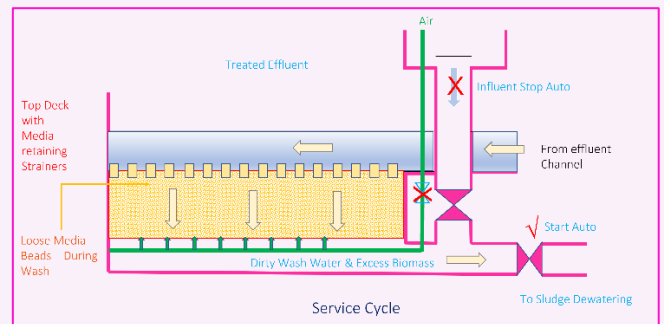 Air
Treated Effluent
Influent Stop Auto
Top Deck
with
Media
retaining
Strainers
From effluent
Channel
Loose Media
Beads During
Wash
Start Auto
Dirty Wash Water & Excess Biomass
To Sludge Dewatering
Service Cycle